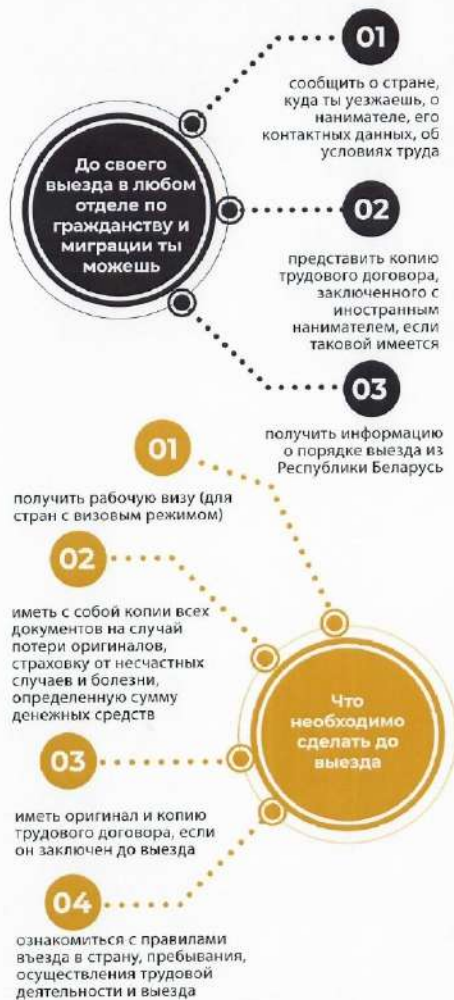 До своего
выезда в любом
отделе по
гражданству и
миграции ты
можешь
01
сообщить о стране,
куда ты уезжаешь, о
нанимателе, его
контактных данных, об
условиях труда
02
представить копию
трудового договора,
заключенного с
иностранным
нанимателем, если
таковой имеется
03
получить информацию
о порядке выезда из
Республики Беларусь
Что
необходимо
сделать до
выезда
01
получить рабочую визу (для
стран с визовым режимом)
02
иметь с собой копии всех
документов на случай
потери оригиналов,
страховку от несчастных
случаев и болезни,
определенную сумму
денежных средств
03
иметь оригинал и копию
трудового договора, если
он заключен до выезда
04
ознакомиться с правилами
въезда в страну, пребывания,
осуществления трудовой
деятельности и выезда